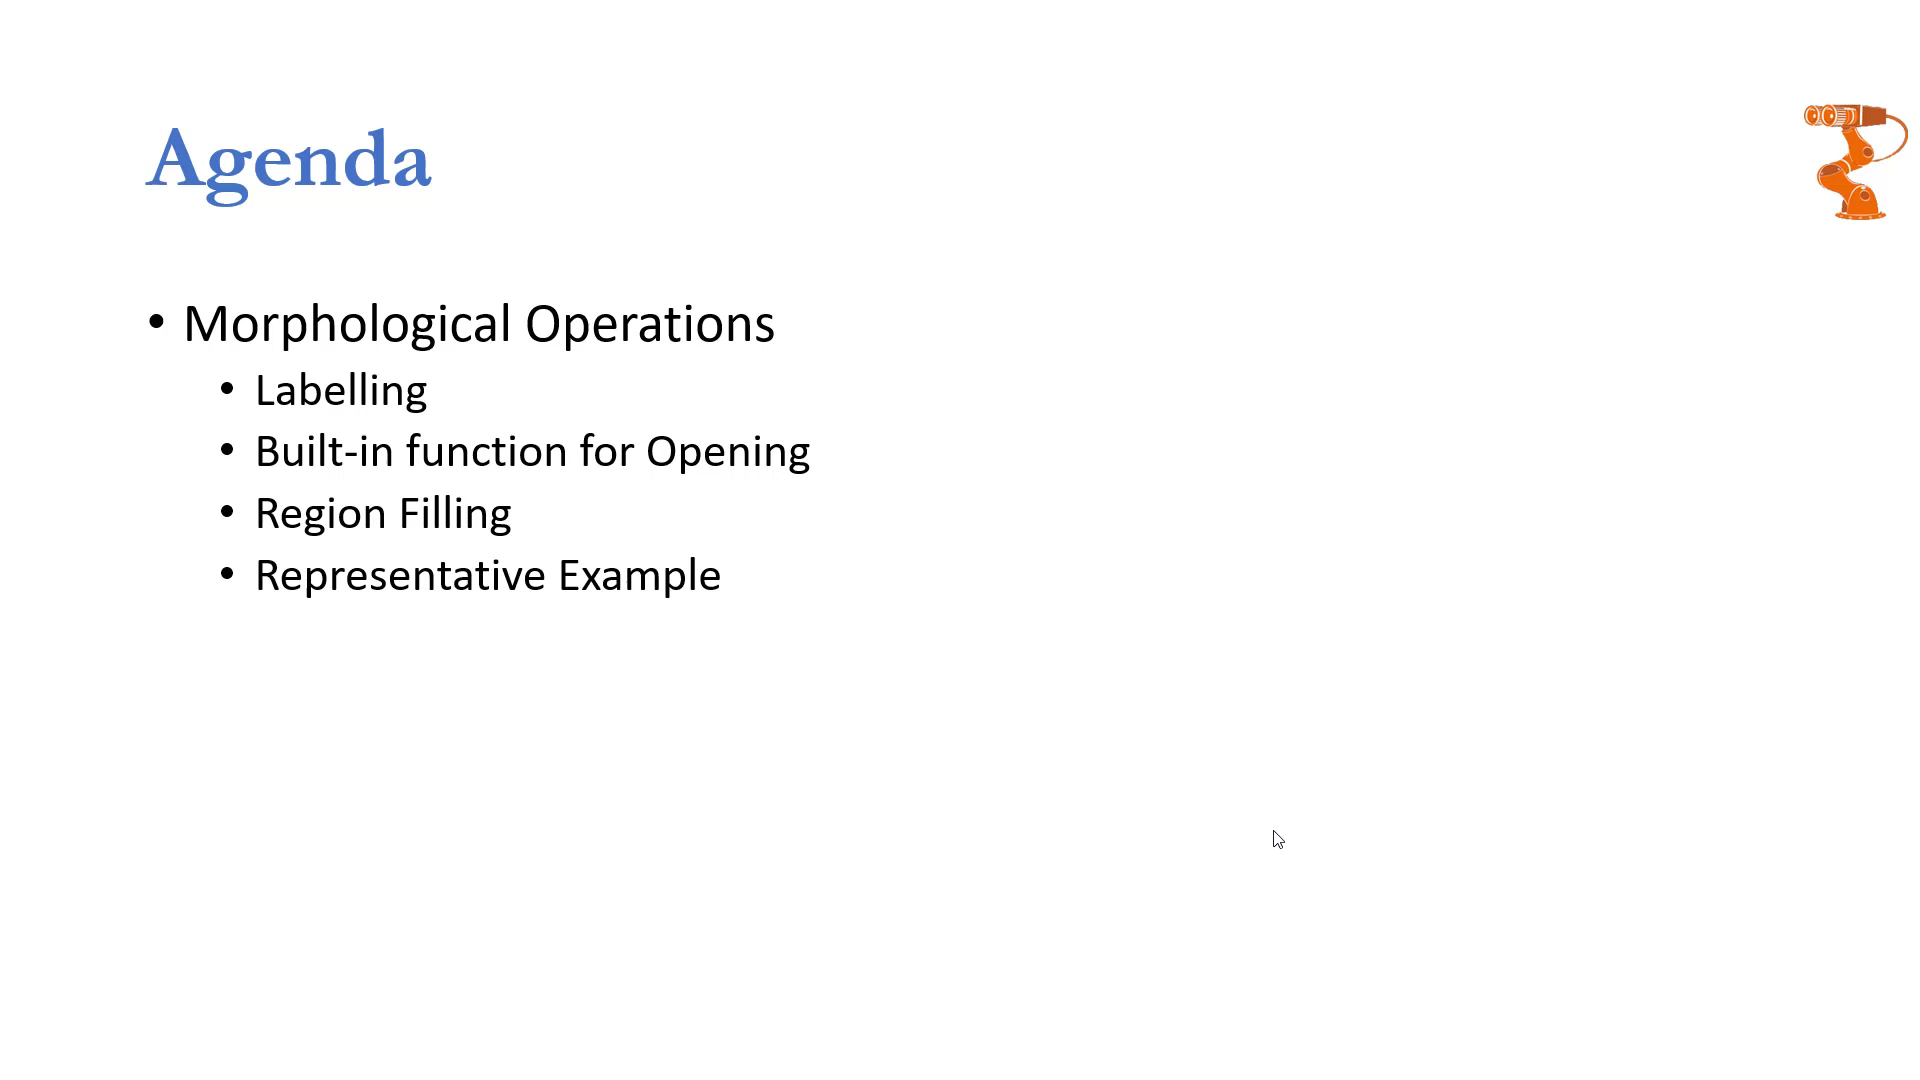 Agenda
• Morphological Operations
• Labelling
• Built-in function for Opening
• Region Filling
• Representative Example